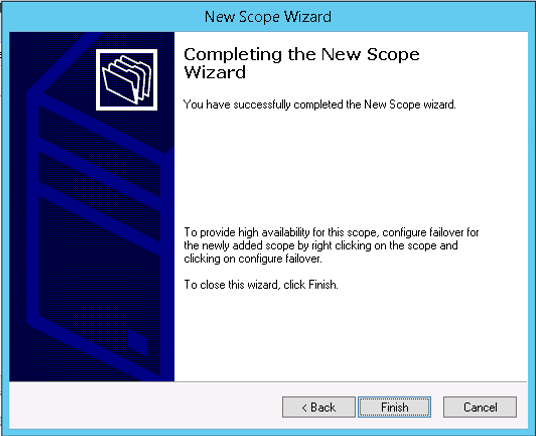 New Scope Wizard
Completing the New Scope
Wizard
You have successfully completed the New Scope wizard.
To provide high availability for this scope, configure failover for
the newly added scope by right clicking on the scope and
clicking on configure failover.
To close this wizard, click Finish.
< Back
Finish
Cancel